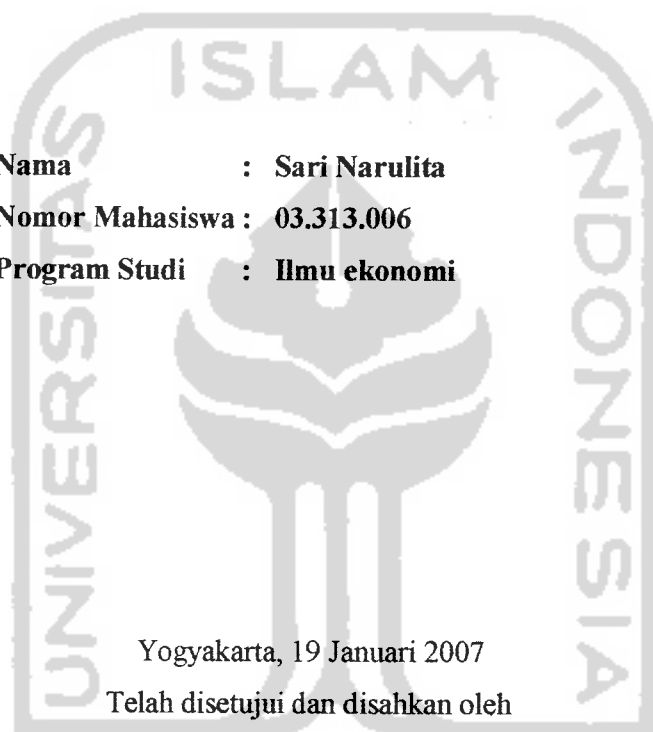 ISLAM
UNIVERSITAS
INDONESIA
Nama : Sari Narulita
Nomor Mahasiswa : 03.313.006
Program Studi : Ilmu ekonomi
Yogyakarta, 19 Januari 2007
Telah disetujui dan disahkan oleh